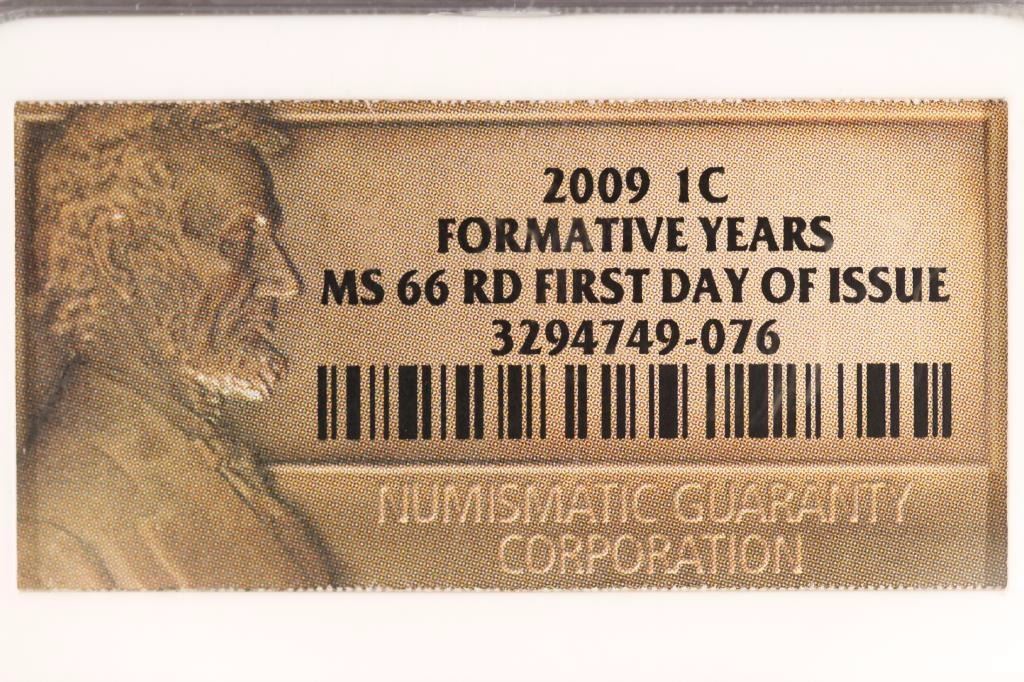 2009 1C
FORMATIVE YEARS
MS 66 RD FIRST DAY OF ISSUE
3294749-076
NUMISMATIC GUARANTY
CORPORATION